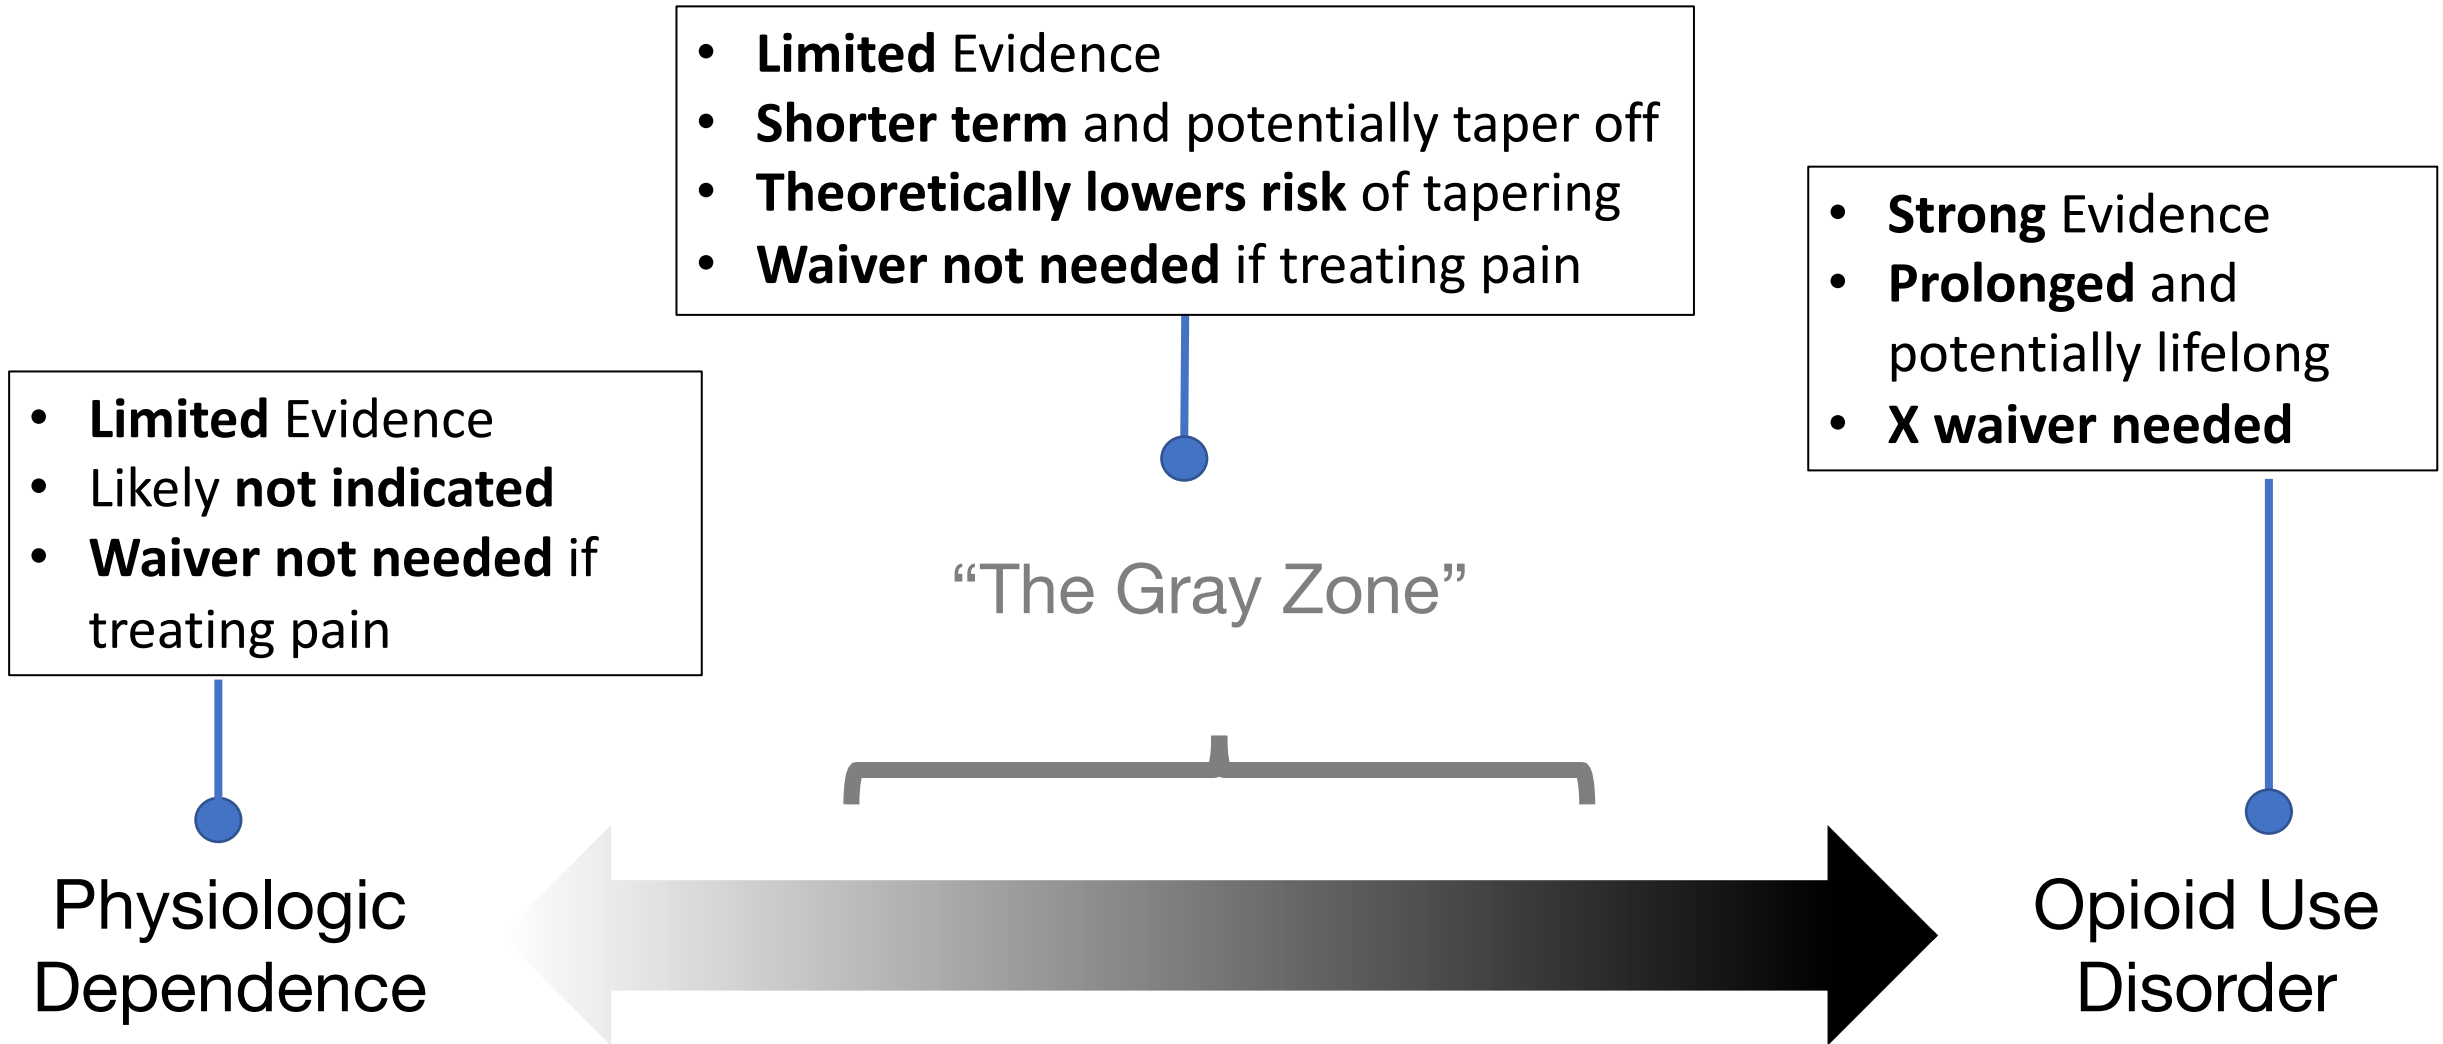 • Limited Evidence
• Shorter term and potentially taper off
• Theoretically lowers risk of tapering
• Waiver not needed if treating pain
• Strong Evidence
• Prolonged and
potentially lifelong
• X waiver needed
• Limited Evidence
• Likely not indicated
• Waiver not needed if
treating pain
“The Gray Zone”
Physiologic
Dependence
Opioid Use
Disorder